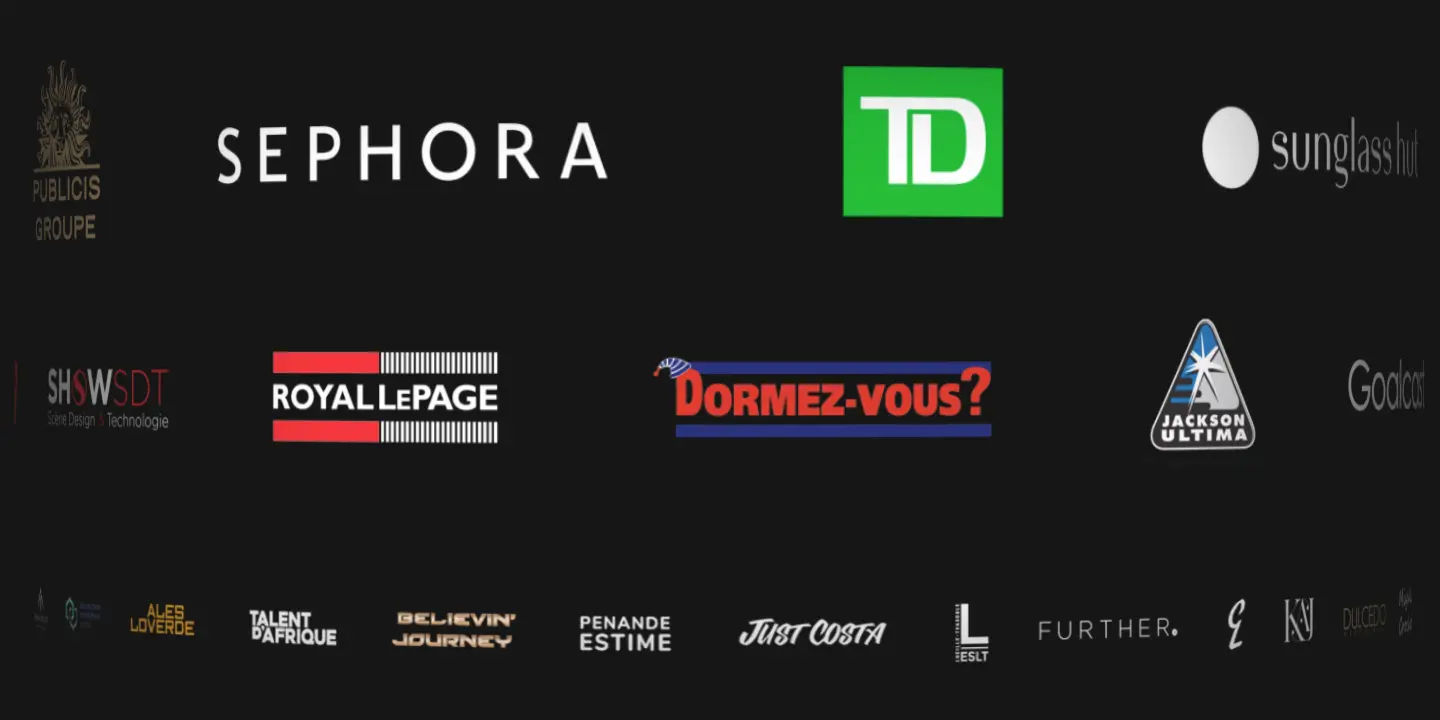 PUBLICIS
GROUPE
SEPHORA
TD
sunglass hut
SHOWSDT
Scène Design & Technologie
ROYAL LEPAGE
DORMEZ-VOUS?
JACKSON
ULTIMA
Goalcast
ALES
LOVERDE
TALENT
D'AFRIQUE
BELIEVIN'
JOURNEY
PENANDE
ESTIME
JUST COSTA
L
ESLT
FURTHER.
KAJ
DULCEDO